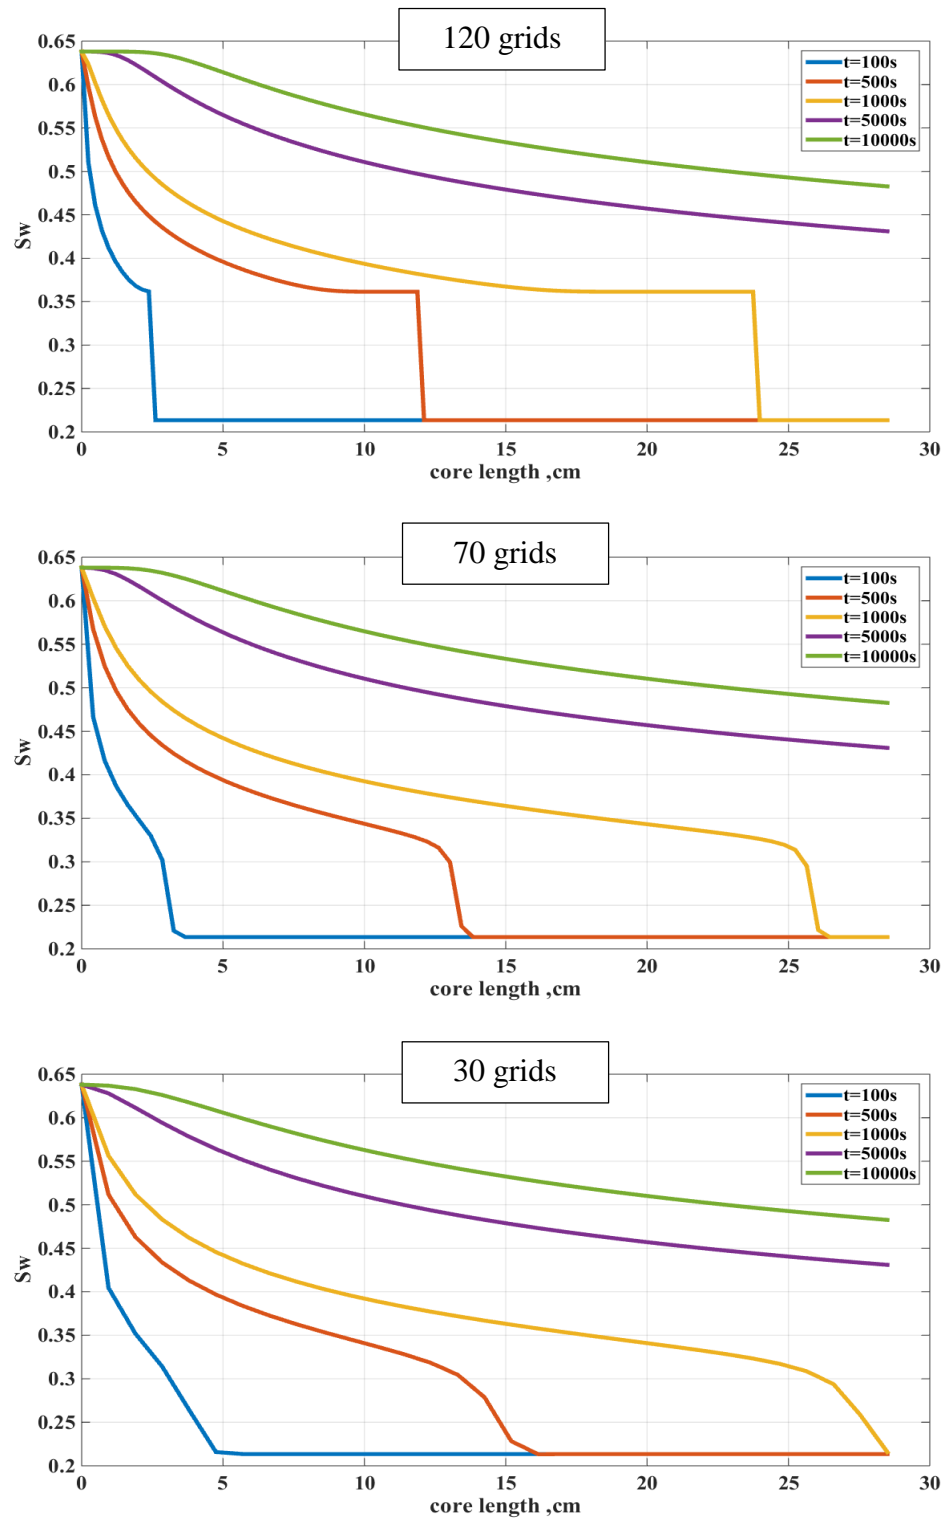 120 grids
0.65
0.6
0.55
0.5
0.45
0.4
0.35
0.3
0.25
0.2
Sw
t=100s
t=500s
t=1000s
t=5000s
t=10000s
0 5 10 15 20 25 30
core length ,cm
70 grids
0.65
0.6
0.55
0.5
0.45
0.4
0.35
0.3
0.25
0.2
Sw
t=100s
t=500s
t=1000s
t=5000s
t=10000s
0 5 10 15 20 25 30
core length ,cm
30 grids
0.65
0.6
0.55
0.5
0.45
0.4
0.35
0.3
0.25
0.2
Sw
t=100s
t=500s
t=1000s
t=5000s
t=10000s
0 5 10 15 20 25 30
core length ,cm